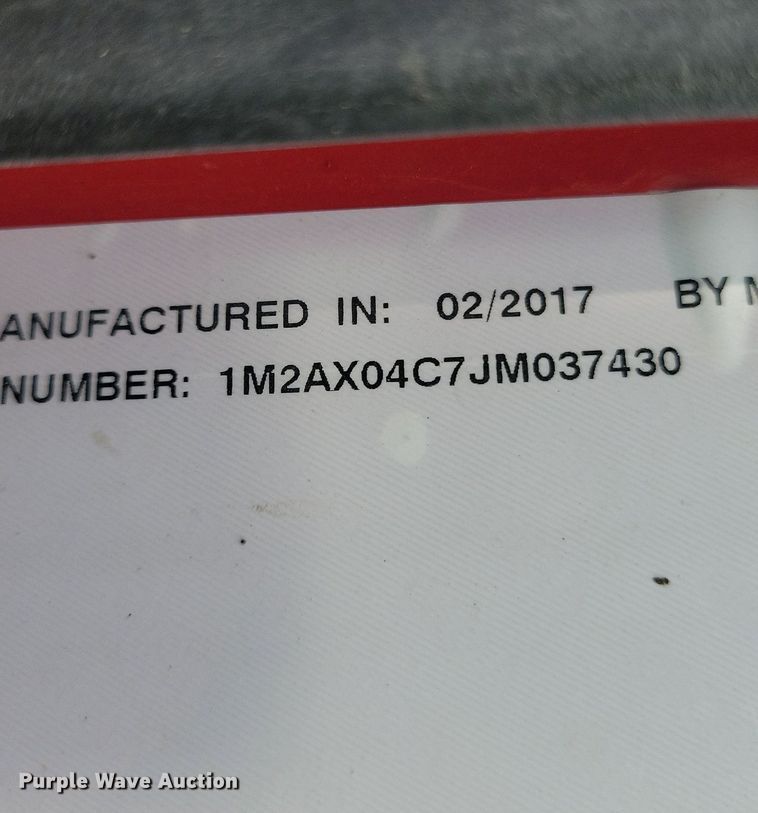 ANUFACTURED IN: 02/2017 BY
NUMBER: 1M2AX04C7JM037430
Purple Wave Auction